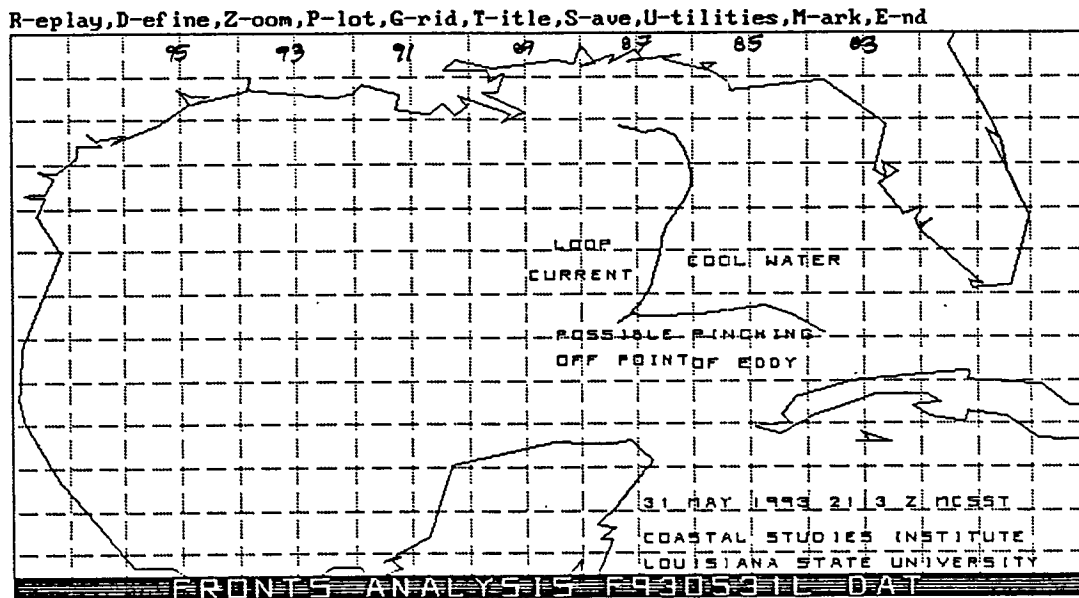 R-eplay,D-efine,Z-oom,P-lot,G-rid,T-itle,S-ave,U-tilities,M-ark,E-nd
95 93 91 89 87 85 83
LOOP
CURRENT
COOL WATER
POSSIBLE PINCHING
OFF POINT OF EDDY
31 MAY 1993 21:3 Z MCSST
COASTAL STUDIES INSTITUTE
LOUISIANA STATE UNIVERSITY
FRONTS ANALYSIS F930531L DAT